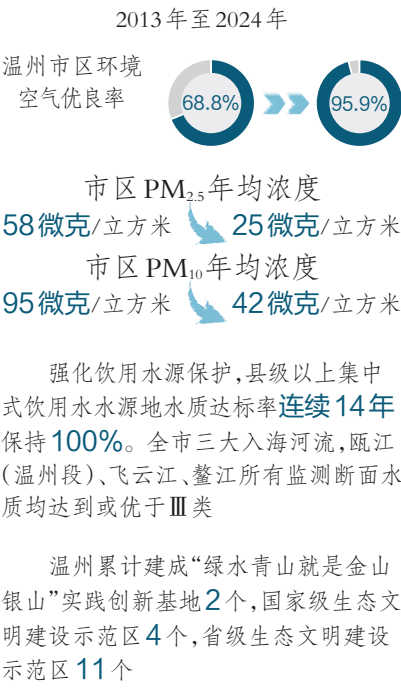 2013年至2024年
温州市区环境
空气优良率
68.8%
95.9%
市区PM2.5年均浓度
58微克/立方米 25微克/立方米
市区PM10年均浓度
95微克/立方米 42微克/立方米
强化饮用水源保护,县级以上集中
式饮用水水源地水质达标率连续14年
保持100%。全市三大入海河流,瓯江
(温州段)、飞云江、鳌江所有监测断面水
质均达到或优于Ⅲ类
温州累计建成“绿水青山就是金山
银山”实践创新基地2个,国家级生态文
明建设示范区4个,省级生态文明建设
示范区11个